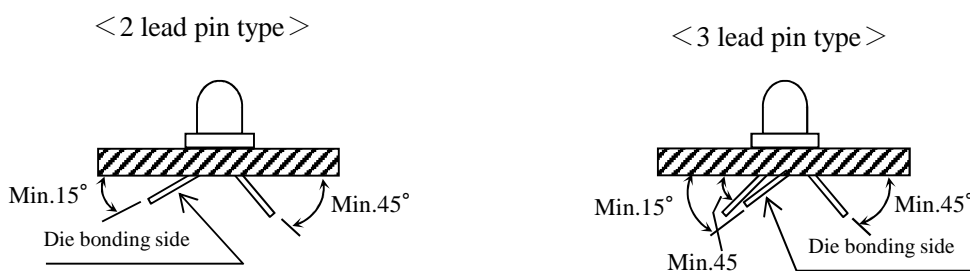 ＜2 lead pin type＞
Min.15°
Min.45°
Die bonding side
＜3 lead pin type＞
Min.15°
Min.45°
Min.45
Die bonding side